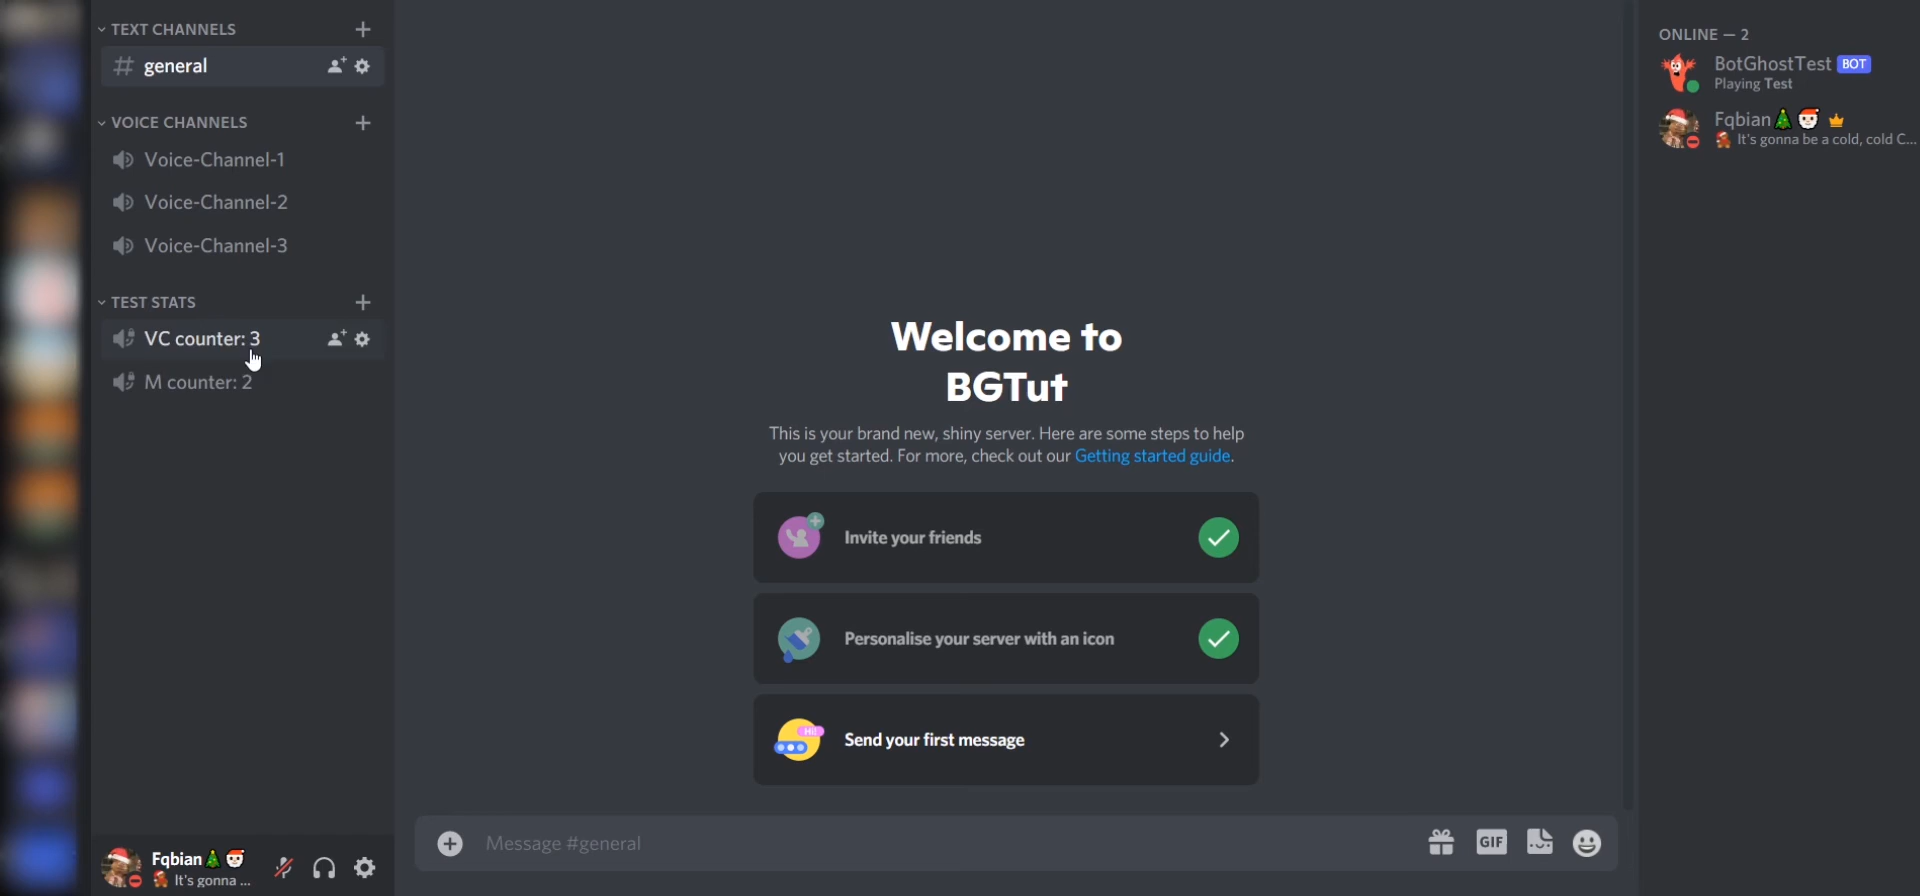 TEXT CHANNELS
general
VOICE CHANNELS
Voice-Channel-1
Voice-Channel-2
Voice-Channel-3
TEST STATS
VC counter: 3
M counter: 2
Fqbian🎄🎅
It's gonna ...
Welcome to
BGTut
This is your brand new, shiny server. Here are some steps to help
you get started. For more, check out our Getting started guide.
Invite your friends
Personalise your server with an icon
Hi!
Send your first message
Message #general
GIF
ONLINE — 2
BotGhostTest BOT
Playing Test
Fqbian🎄🎅
It's gonna be a cold, cold C...